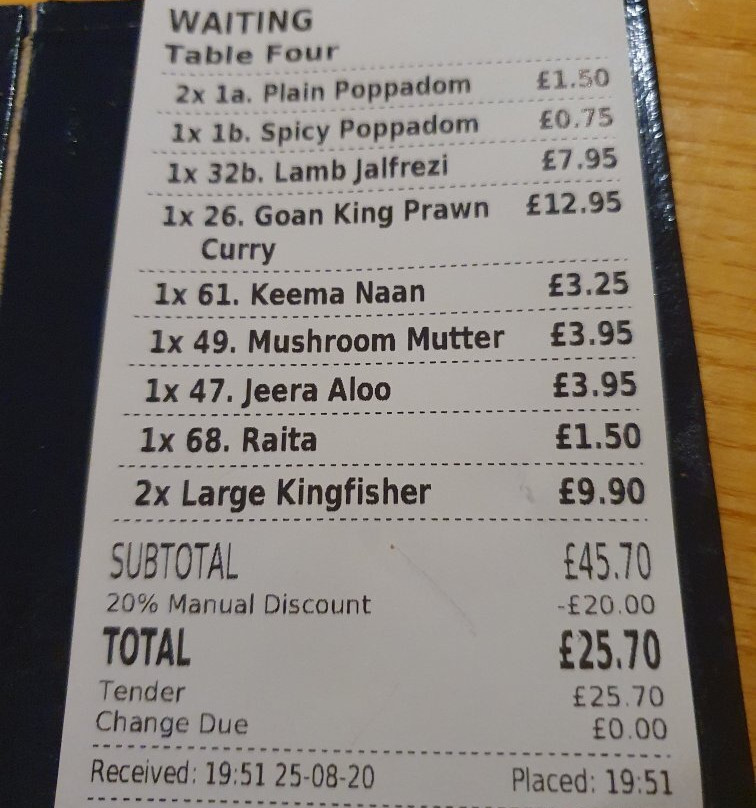 WAITING
Table Four
2x 1a. Plain Poppadom £1.50
1x 1b. Spicy Poppadom £0.75
1x 32b. Lamb Jalfrezi £7.95
1x 26. Goan King Prawn £12.95
Curry
1x 61. Keema Naan £3.25
1x 49. Mushroom Mutter £3.95
1x 47. Jeera Aloo £3.95
1x 68. Raita £1.50
2x Large Kingfisher £9.90
SUBTOTAL £45.70
20% Manual Discount -£20.00
TOTAL £25.70
Tender £25.70
Change Due £0.00
Received: 19:51 25-08-20 Placed: 19:51